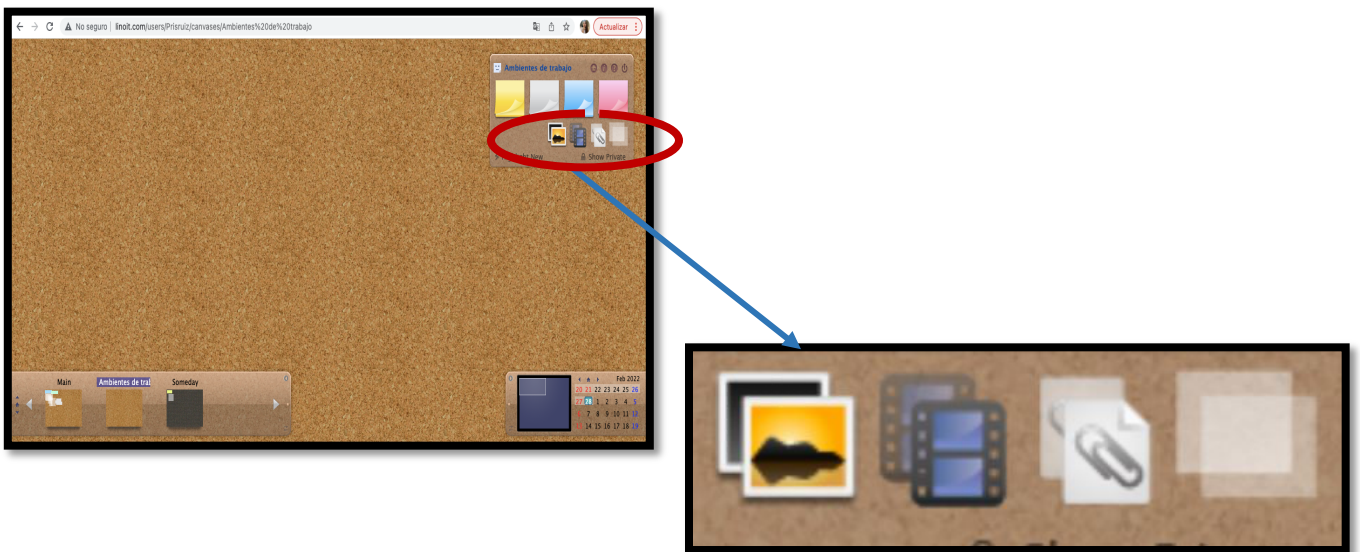 No seguro | linoit.com/users/Prisruiz/canvases/Ambientes%20de%20trabajo
Actualizar
Ambientes de trabajo
New
Show Private
Main
Ambientes de tral
Someday
Feb 2022
20 21 22 23 24 25 26
27 28 1 2 3 4 5
7 8 9 10 11 12
14 15 16 17 18 19